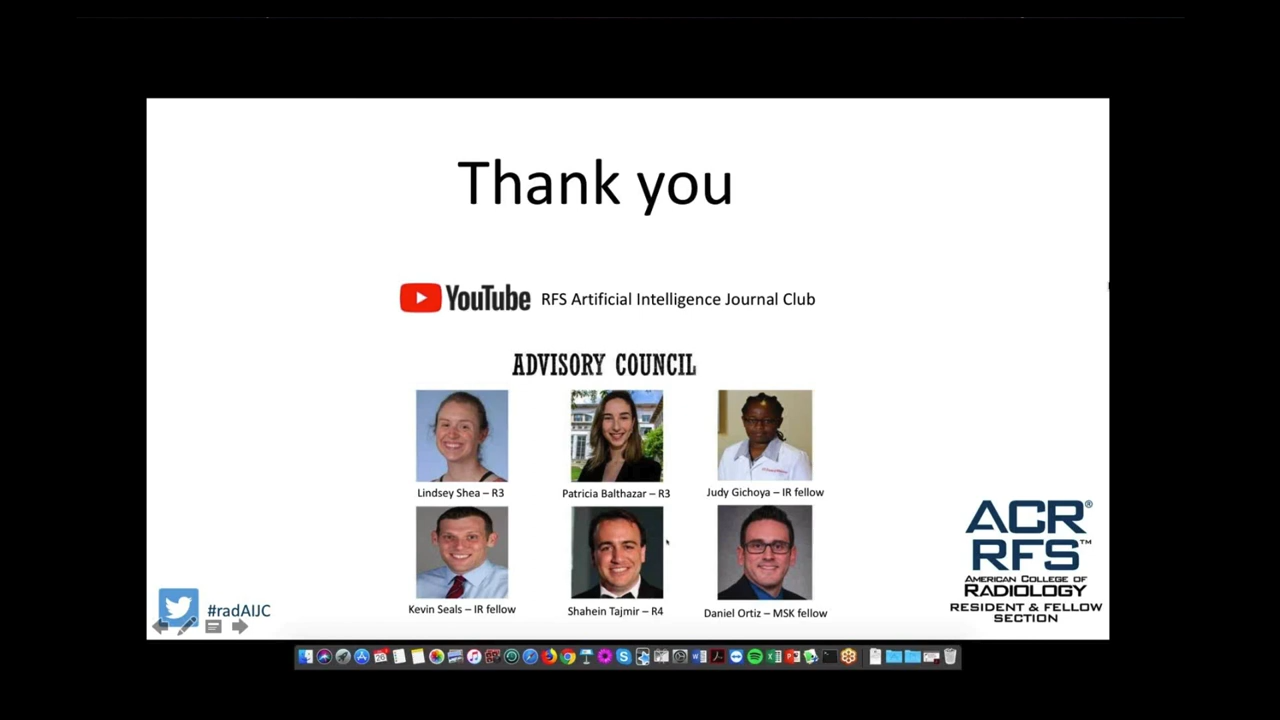 Thank you
YouTube RFS Artificial Intelligence Journal Club
ADVISORY COUNCIL
Lindsey Shea – R3
Patricia Balthazar – R3
Judy Gichoya – IR fellow
Kevin Seals – IR fellow
Shahein Tajmir – R4
Daniel Ortiz – MSK fellow
#radAIJC
ACR®
RFS™
AMERICAN COLLEGE OF
RADIOLOGY
RESIDENT & FELLOW
SECTION